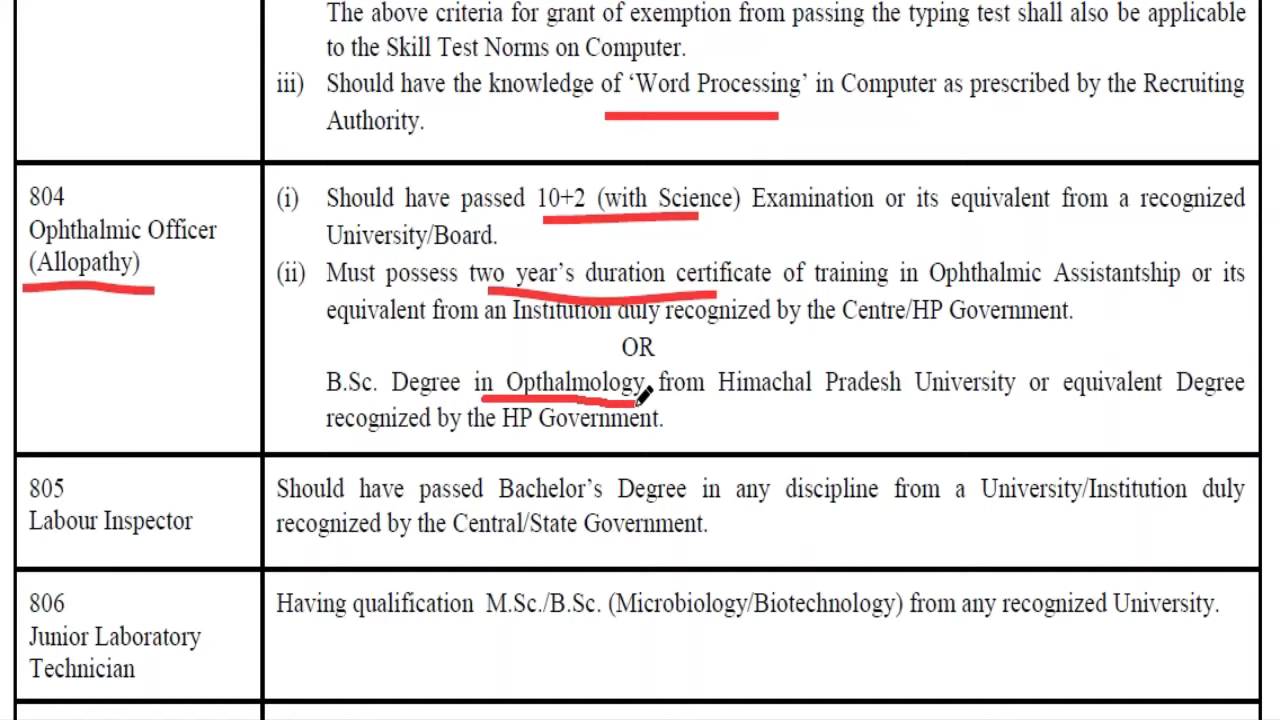 The above criteria for grant of exemption from passing the typing test shall also be applicable
to the Skill Test Norms on Computer.
iii) Should have the knowledge of ‘Word Processing’ in Computer as prescribed by the Recruiting
Authority.
804
Ophthalmic Officer
(Allopathy)
(i) Should have passed 10+2 (with Science) Examination or its equivalent from a recognized
University/Board.
(ii) Must possess two year’s duration certificate of training in Ophthalmic Assistantship or its
equivalent from an Institution duly recognized by the Centre/HP Government.
OR
B.Sc. Degree in Opthalmology from Himachal Pradesh University or equivalent Degree
recognized by the HP Government.
805
Labour Inspector
Should have passed Bachelor’s Degree in any discipline from a University/Institution duly
recognized by the Central/State Government.
806
Junior Laboratory
Technician
Having qualification M.Sc./B.Sc. (Microbiology/Biotechnology) from any recognized University.